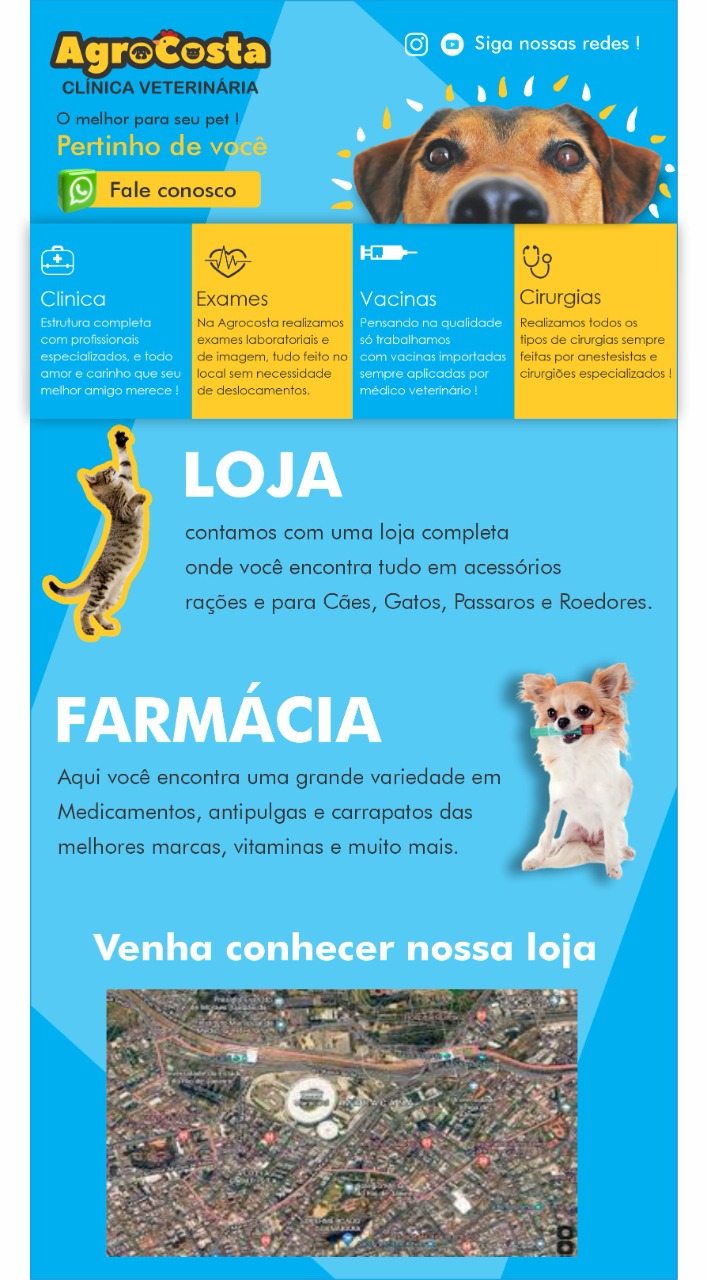 AgroCosta
CLÍNICA VETERINÁRIA
Siga nossas redes !
O melhor para seu pet !
Pertinho de você
Fale conosco
Clinica
Estrutura completa
com profissionais
especializados, e todo
amor e carinho que seu
melhor amigo merece !
Exames
Na Agrocosta realizamos
exames laboratoriais e
de imagem, tudo feito no
local sem necessidade
de deslocamentos.
Vacinas
Pensando na qualidade
só trabalhamos
com vacinas importadas
sempre aplicadas por
médico veterinário !
Cirurgias
Realizamos todos os
tipos de cirurgias sempre
feitas por anestesistas e
cirurgiões especializados !
LOJA
contamos com uma loja completa
onde você encontra tudo em acessórios
rações e para Cães, Gatos, Passaros e Roedores.
FARMÁCIA
Aqui você encontra uma grande variedade em
Medicamentos, antipulgas e carrapatos das
melhores marcas, vitaminas e muito mais.
Venha conhecer nossa loja